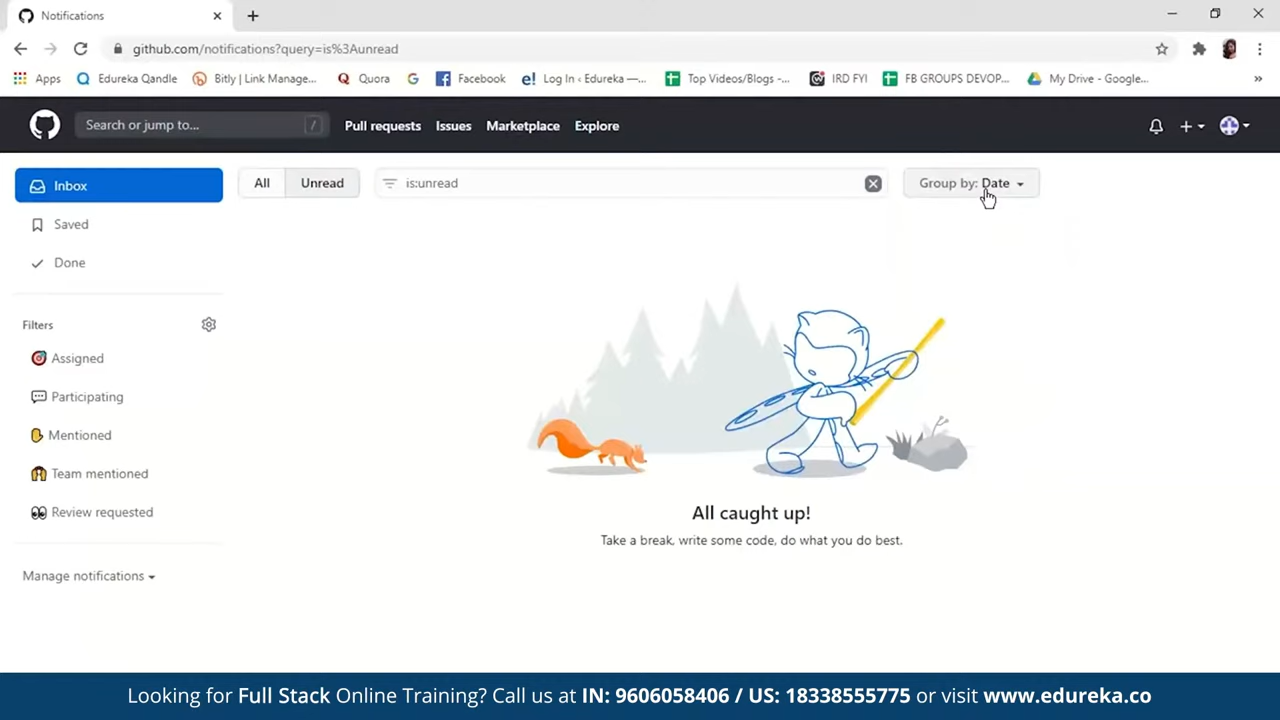 Notifications
github.com/notifications?query=is%3Aunread
Apps Edureka Qandle Bitly | Link Manage... Quora Facebook Log In ‹ Edureka —... Top Videos/Blogs -... IRD FYI FB GROUPS DEVOP... My Drive - Google... »
Search or jump to... / Pull requests Issues Marketplace Explore
Inbox All Unread is:unread Group by: Date
Saved
Done
Filters
Assigned
Participating
Mentioned
Team mentioned
Review requested
Manage notifications
All caught up!
Take a break, write some code, do what you do best.
Looking for Full Stack Online Training? Call us at IN: 9606058406 / US: 18338555775 or visit www.edureka.co